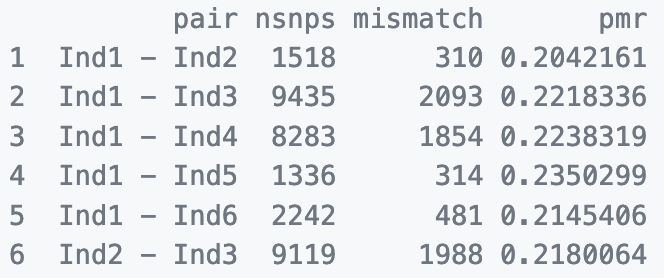 pair nsnps mismatch pmr
1 Ind1 – Ind2 1518 310 0.2042161
2 Ind1 – Ind3 9435 2093 0.2218336
3 Ind1 – Ind4 8283 1854 0.2238319
4 Ind1 – Ind5 1336 314 0.2350299
5 Ind1 – Ind6 2242 481 0.2145406
6 Ind2 – Ind3 9119 1988 0.2180064